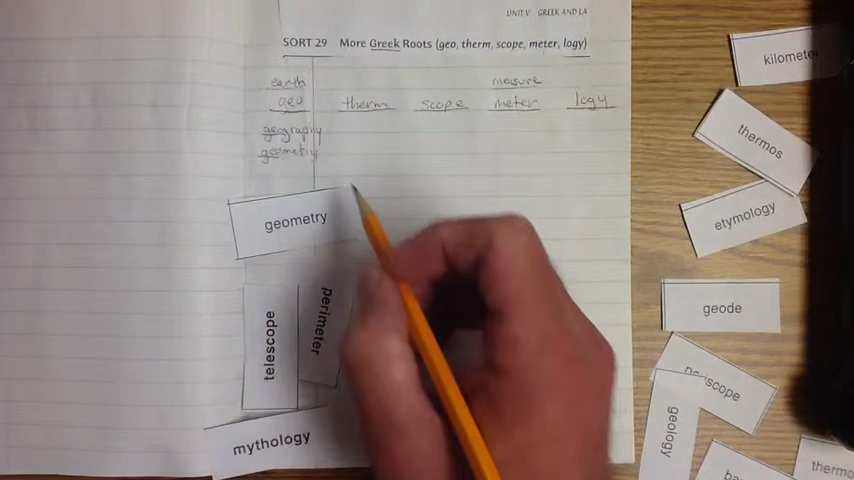 UNIT V GREEK AND LA
SORT 29 More Greek Roots (geo, therm, scope, meter, logy)
earth measure
geo therm scope meter logy
geography
geometry
geometry
telescope
perimeter
mythology
kilometer
thermos
etymology
geode
geology
thermo
ba